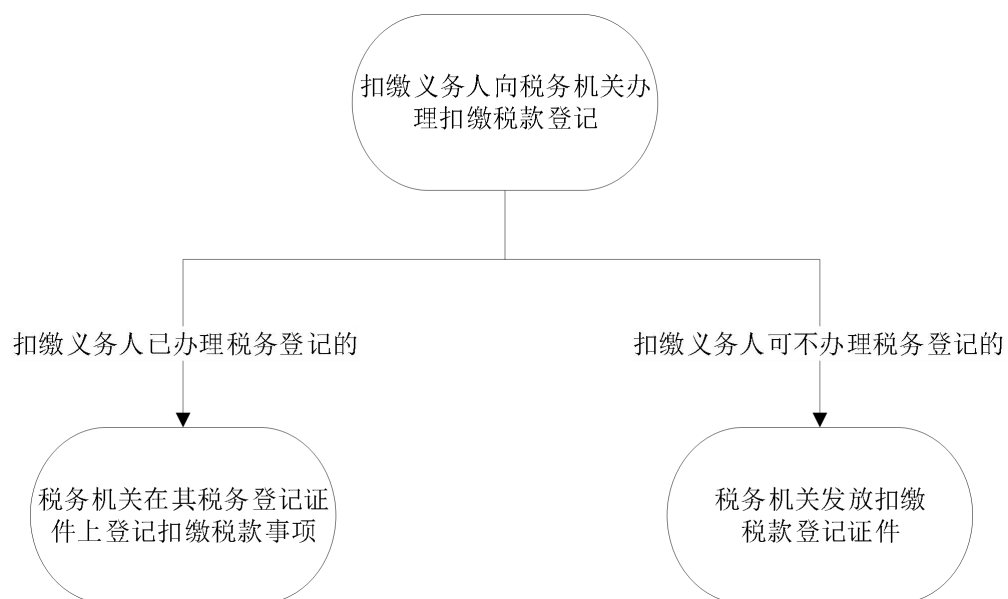 扣缴义务人向税务机关办
理扣缴税款登记
扣缴义务人已办理税务登记的
扣缴义务人可不办理税务登记的
税务机关在其税务登记证
件上登记扣缴税款事项
税务机关发放扣缴
税款登记证件